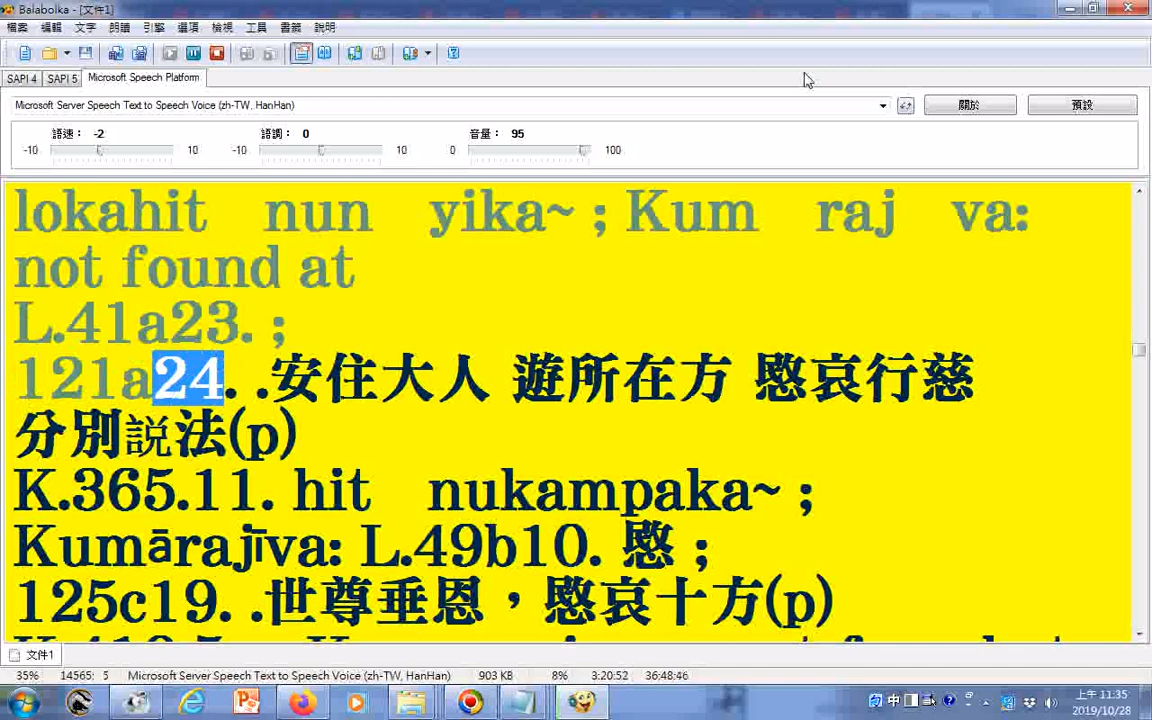 Balabolka - [文件1]
檔案 編輯 文字 朗讀 引擎 選項 檢視 工具 書籤 說明
SAPI 4 SAPI 5 Microsoft Speech Platform
Microsoft Server Speech Text to Speech Voice (zh-TW, HanHan) 關於 預設
語速： -2 語調： 0 音量： 95
-10 10 -10 10 0 100
lokahit nun yika~ ; Kum raj va:
not found at
L.41a23. ;
121a24. .安住大人 遊所在方 愍哀行慈
分別説法(p)
K.365.11. hit nukampaka~ ;
Kumārajīva: L.49b10. 愍 ;
125c19. .世尊垂恩，愍哀十方(p)
文件1
35% 14565: 5 Microsoft Server Speech Text to Speech Voice (zh-TW, HanHan) 903 KB 8% 3:20:52 36:48:46
中 上午 11:35
2019/10/28